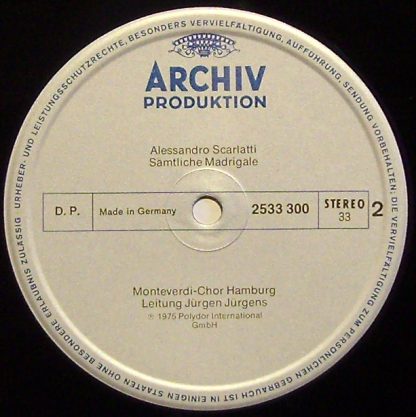 URHEBER- UND LEISTUNGSSCHUTZRECHTE, BESONDERS VERVIELFÄLTIGUNG, AUFFÜHRUNG, SENDUNG VORBEHALTEN; DIE VERVIELFÄLTIGUNG ZUM PERSÖNLICHEN GEBRAUCH IST IN EINIGEN STAATEN OHNE BESONDERE ERLAUBNIS ZULÄSSIG
ARCHIV
PRODUKTION
Alessandro Scarlatti
Sämtliche Madrigale
D. P. Made in Germany 2533 300 STEREO 33 2
Monteverdi-Chor Hamburg
Leitung Jürgen Jürgens
℗ 1975 Polydor International
GmbH